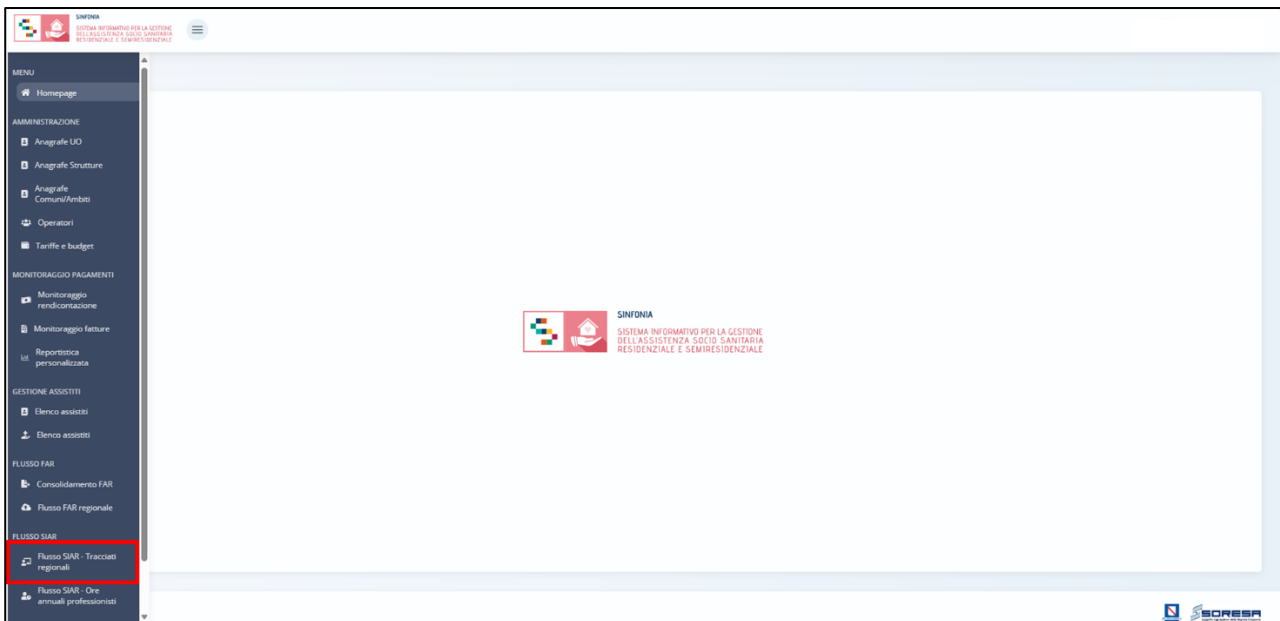 SINFONIA
SISTEMA INFORMATIVO PER LA GESTIONE
DELL'ASSISTENZA SOCIO SANITARIA
RESIDENZIALE E SEMIRESIDENZIALE
MENU
Homepage
AMMINISTRAZIONE
Anagrafe UO
Anagrafe Strutture
Anagrafe
Comuni/Ambiti
Operatori
Tariffe e budget
MONITORAGGIO PAGAMENTI
Monitoraggio
rendicontazione
Monitoraggio fatture
Reportistica
personalizzata
GESTIONE ASSISTITI
Elenco assistiti
Elenco assistiti
FLUSSO FAR
Consolidamento FAR
Flusso FAR regionale
FLUSSO SIAR
Flusso SIAR - Tracciati
regionali
Flusso SIAR - Ore
annuali professionisti
SINFONIA
SISTEMA INFORMATIVO PER LA GESTIONE
DELL'ASSISTENZA SOCIO SANITARIA
RESIDENZIALE E SEMIRESIDENZIALE
SORESA